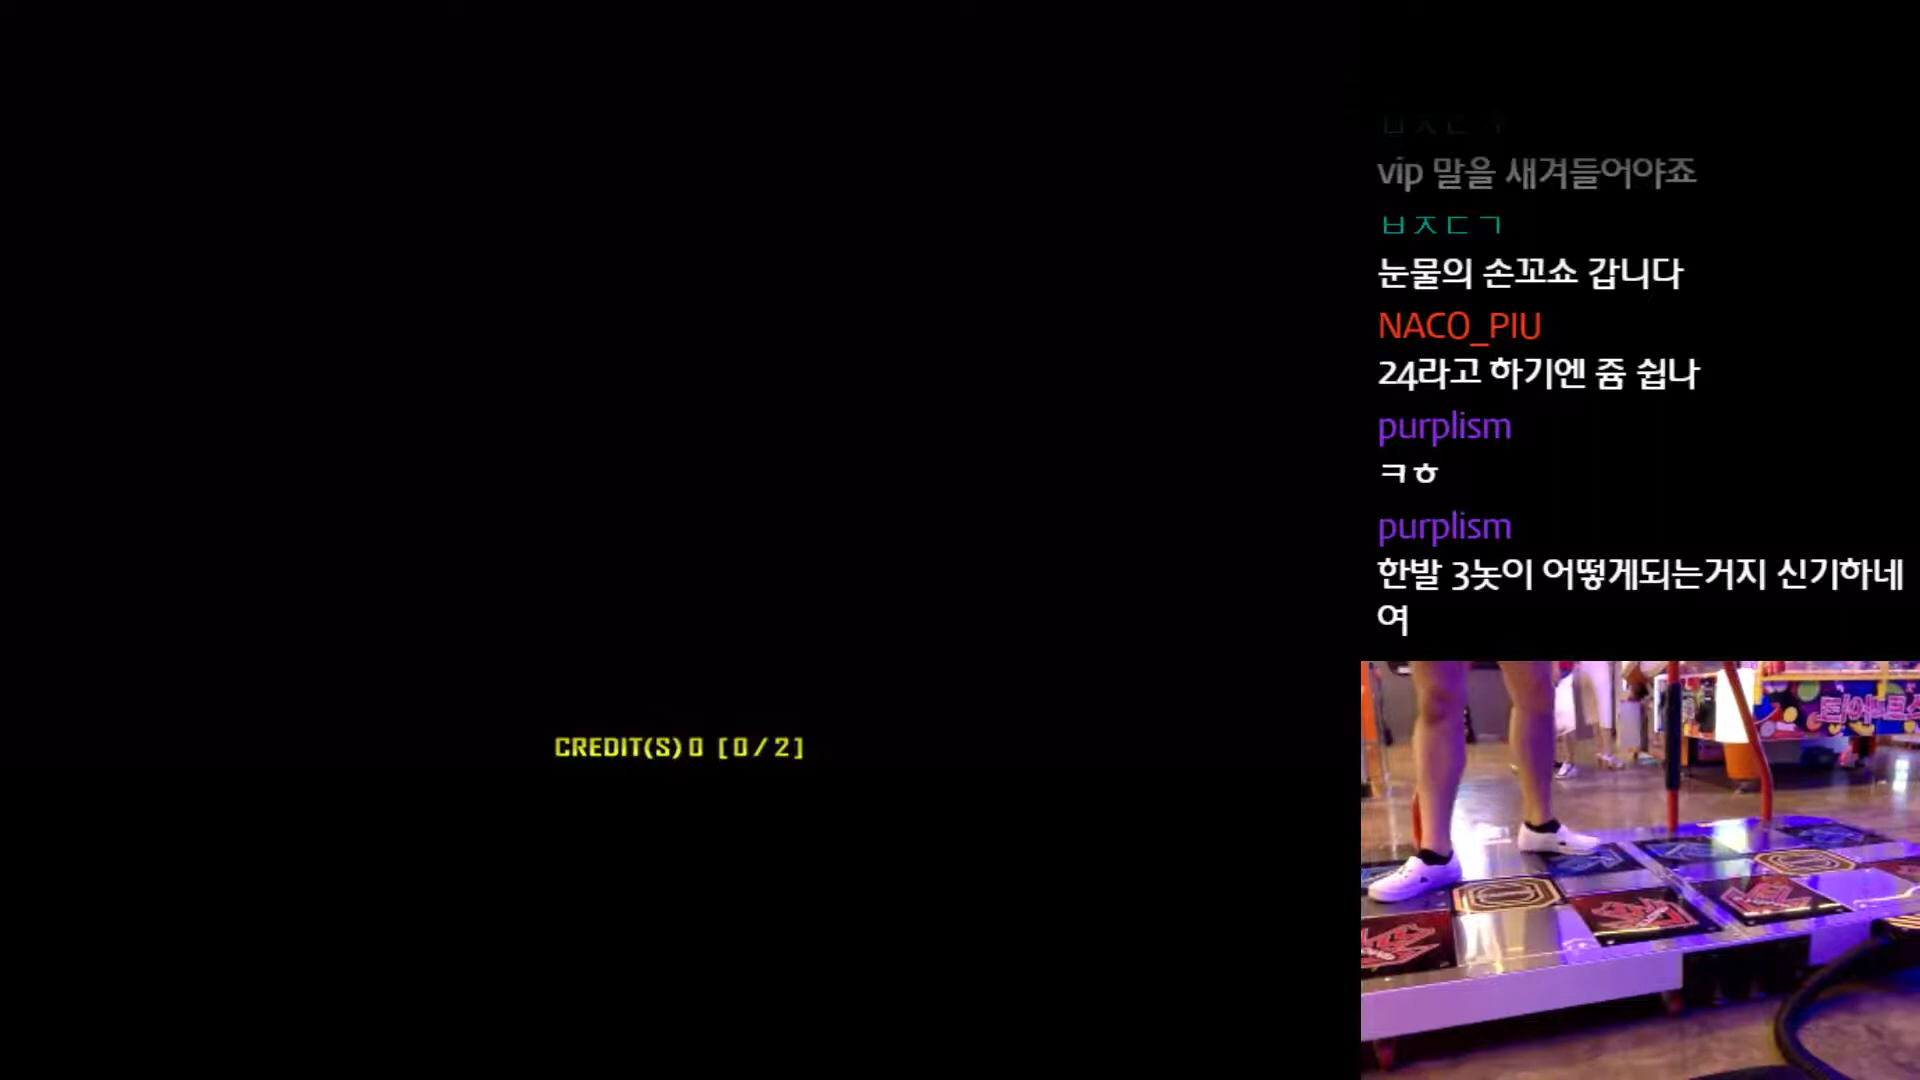 vip 말을 새겨들어야죠
ㅂㅈㄷㄱ
눈물의 손꼬쇼 갑니다
NACO_PIU
24라고 하기엔 쥼 쉽나
purplism
ㅋㅎ
purplism
한발 3놋이 어떻게되는거지 신기하네
여
CREDIT(S) 0 [0/2]